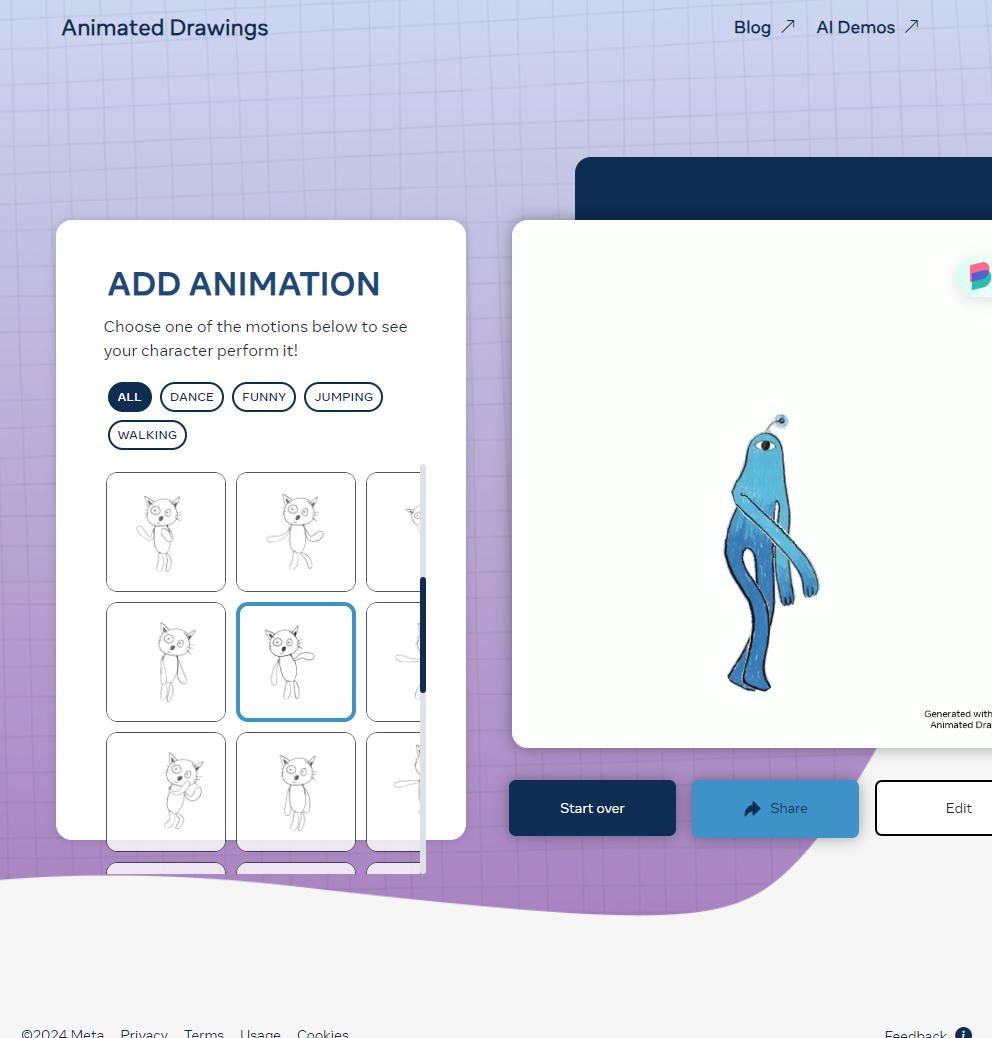 Animated Drawings
Blog
AI Demos
ADD ANIMATION
Choose one of the motions below to see
your character perform it!
ALL
DANCE
FUNNY
JUMPING
WALKING
Generated with
Animated Dra
Start over
Share
Edit
©2024 Meta
Privacy
Terms
Usage
Cookies
Feedback